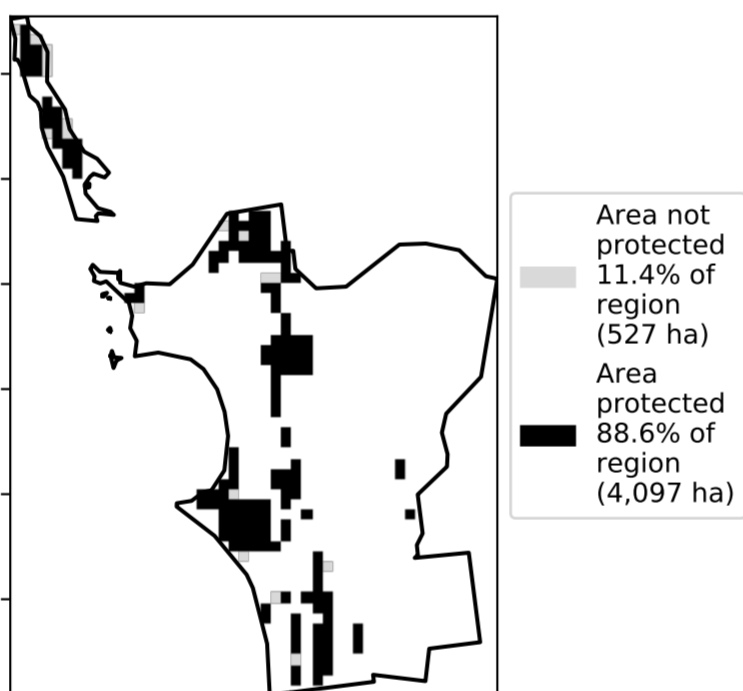 Area not
protected
11.4% of
region
(527 ha)
Area
protected
88.6% of
region
(4,097 ha)